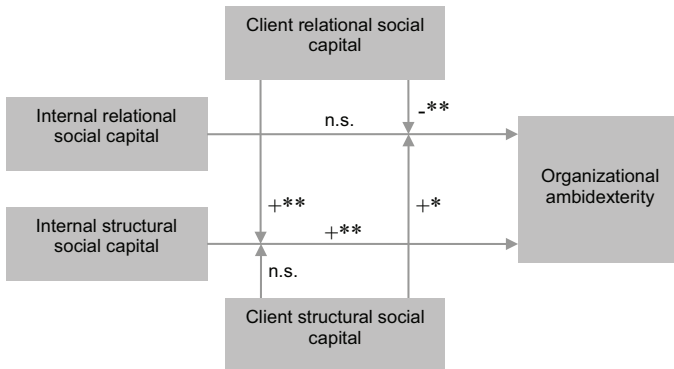 Client relational social
capital
Internal relational
social capital
n.s.
-**
Organizational
ambidexterity
Internal structural
social capital
+**
+**
+*
n.s.
Client structural social
capital